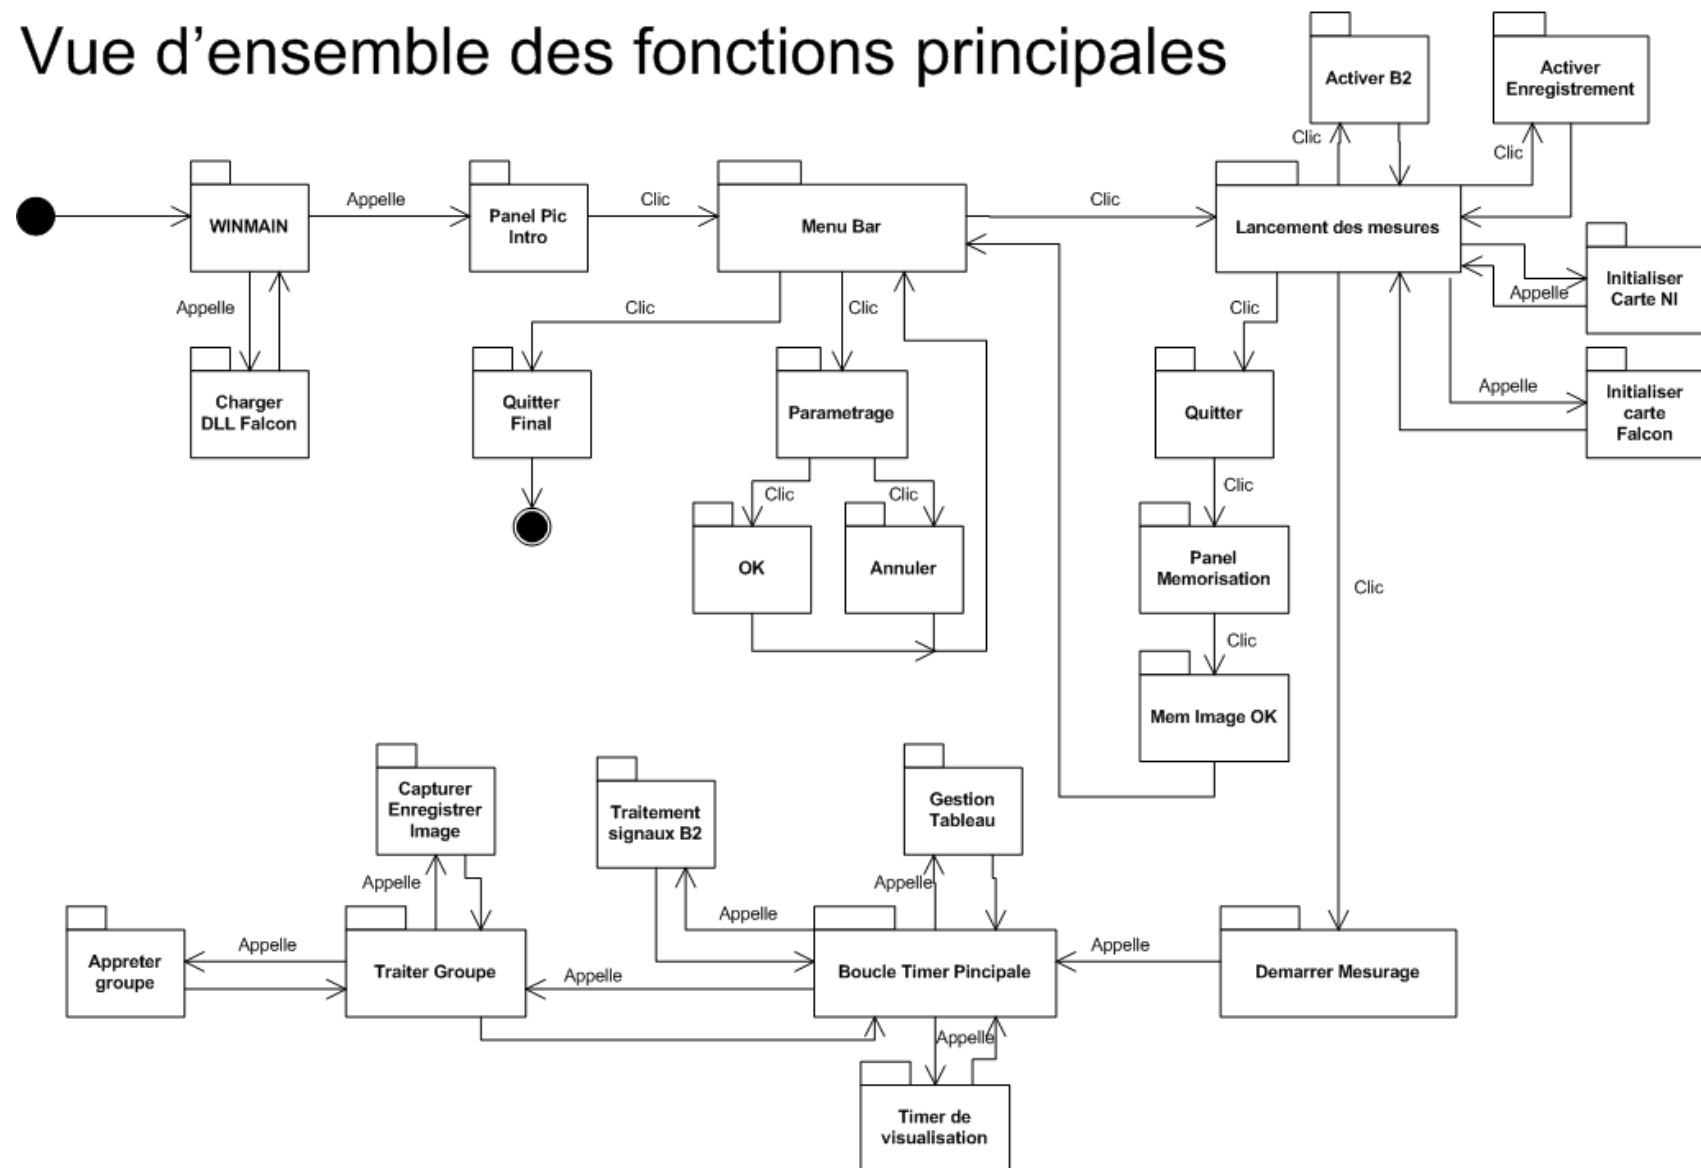 Vue d'ensemble des fonctions principales
Activer B2
Activer
Enregistrement
Clic
Clic
WINMAIN
Appelle
Panel Pic
Intro
Clic
Menu Bar
Clic
Lancement des mesures
Appelle
Clic
Clic
Clic
Appelle
Initialiser
Carte NI
Charger
DLL Falcon
Quitter
Final
Parametrage
Quitter
Appelle
Initialiser
carte
Falcon
Clic
Clic
Clic
OK
Annuler
Panel
Memorisation
Clic
Clic
Mem Image OK
Capturer
Enregistrer
Image
Traitement
signaux B2
Gestion
Tableau
Appelle
Appelle
Appelle
Appelle
Appelle
Appelle
Appreter
groupe
Traiter Groupe
Boucle Timer Pincipale
Demarrer Mesurage
Appelle
Timer de
visualisation